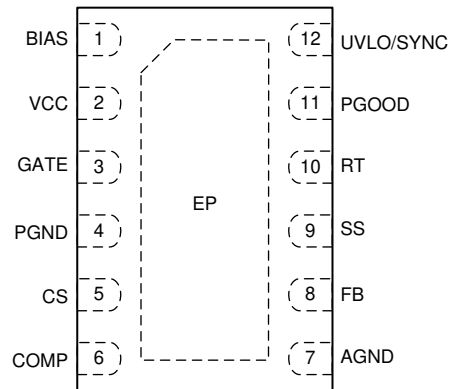 BIAS 1 12 UVLO/SYNC
VCC 2 11 PGOOD
GATE 3 10 RT
EP
PGND 4 9 SS
CS 5 8 FB
COMP 6 7 AGND